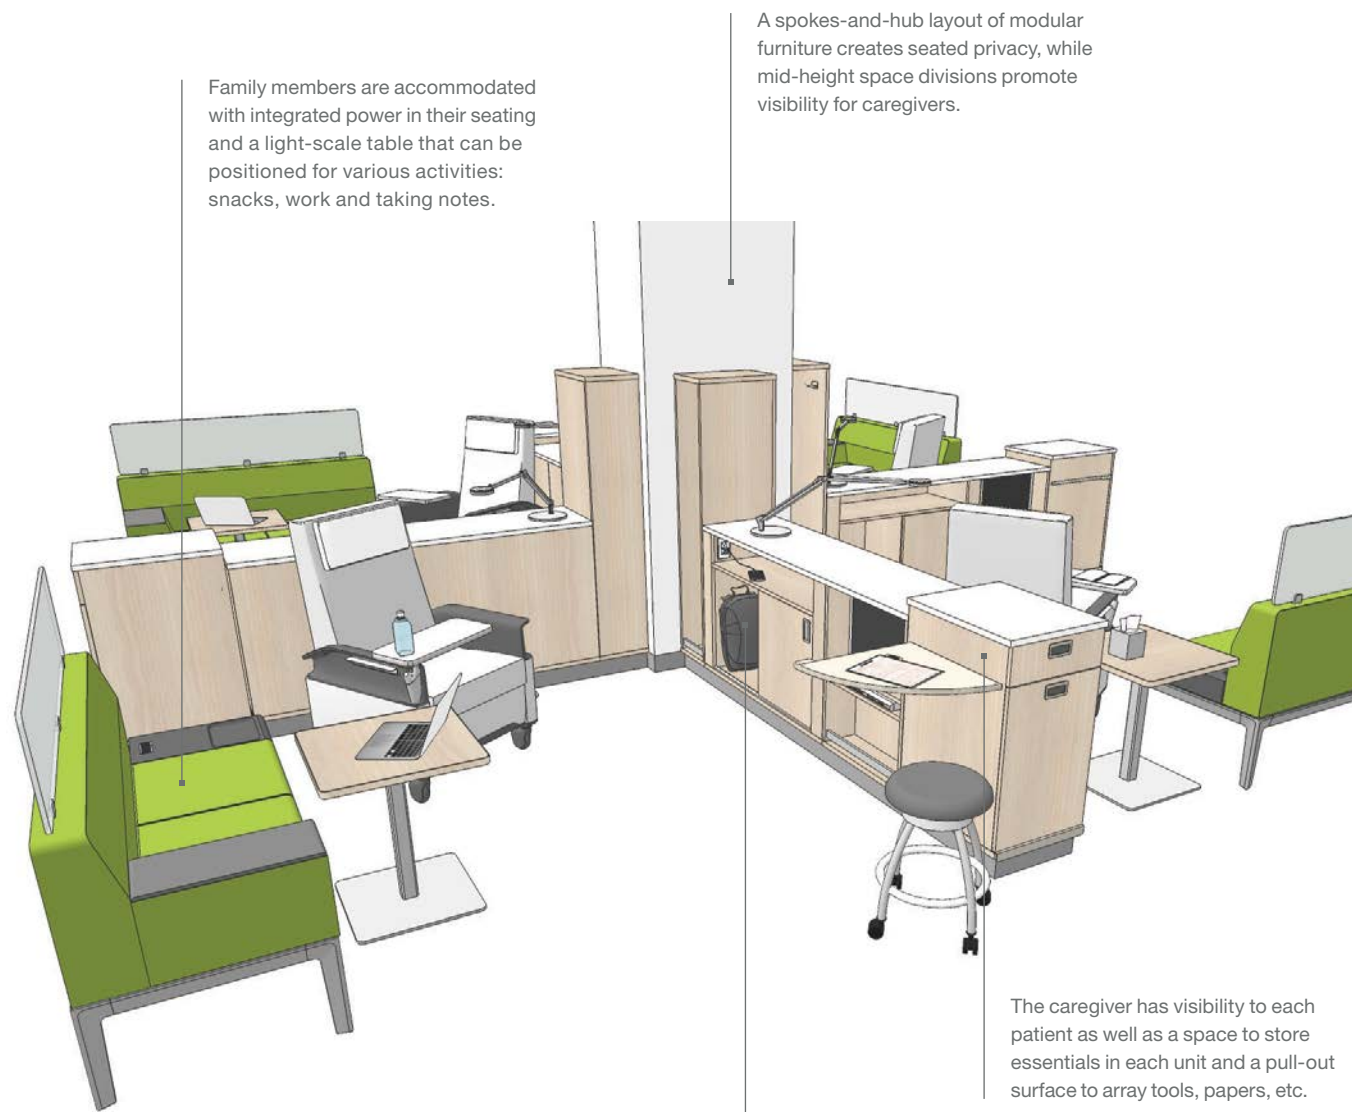 A spokes-and-hub layout of modular
furniture creates seated privacy, while
mid-height space divisions promote
visibility for caregivers.
Family members are accommodated
with integrated power in their seating
and a light-scale table that can be
positioned for various activities:
snacks, work and taking notes.
The caregiver has visibility to each
patient as well as a space to store
essentials in each unit and a pull-out
surface to array tools, papers, etc.